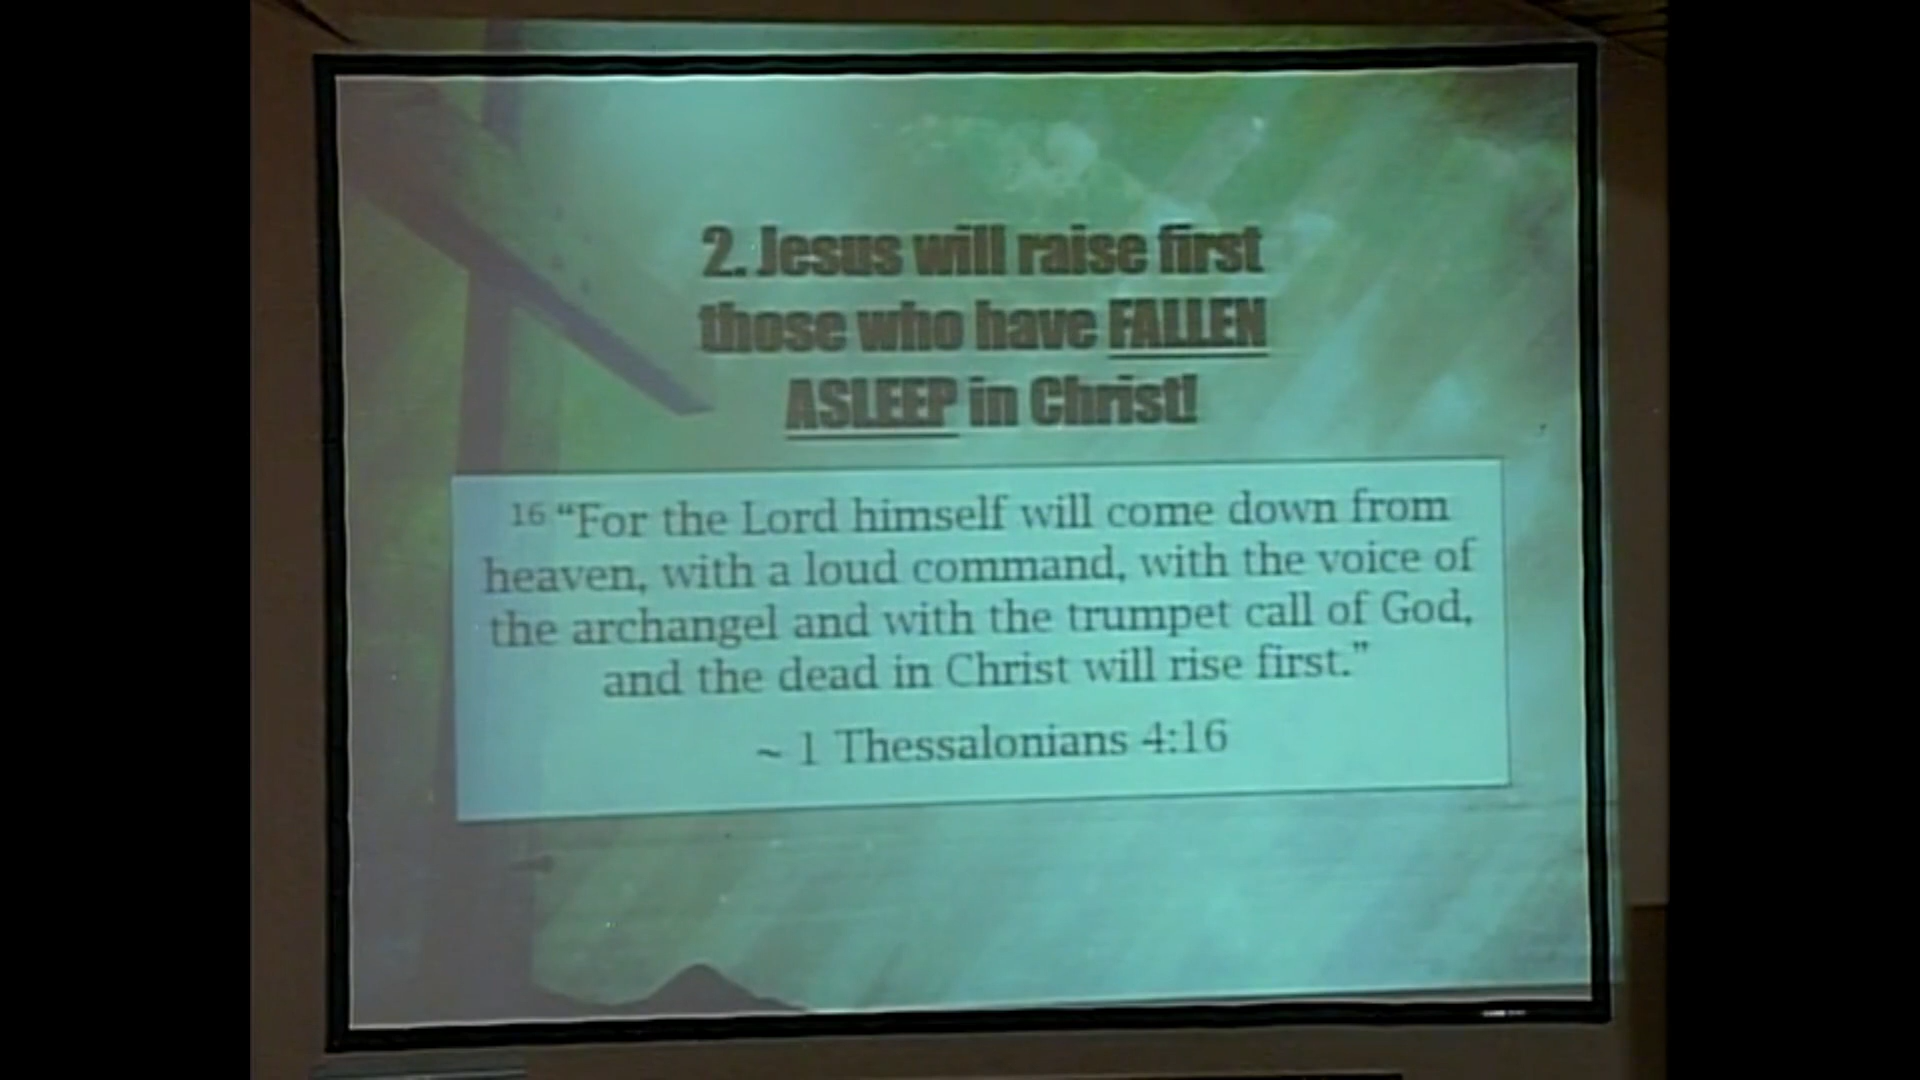 2. Jesus will raise first
those who have FALLEN
ASLEEP in Christ!
16 “For the Lord himself will come down from
heaven, with a loud command, with the voice of
the archangel and with the trumpet call of God,
and the dead in Christ will rise first.”
~ 1 Thessalonians 4:16